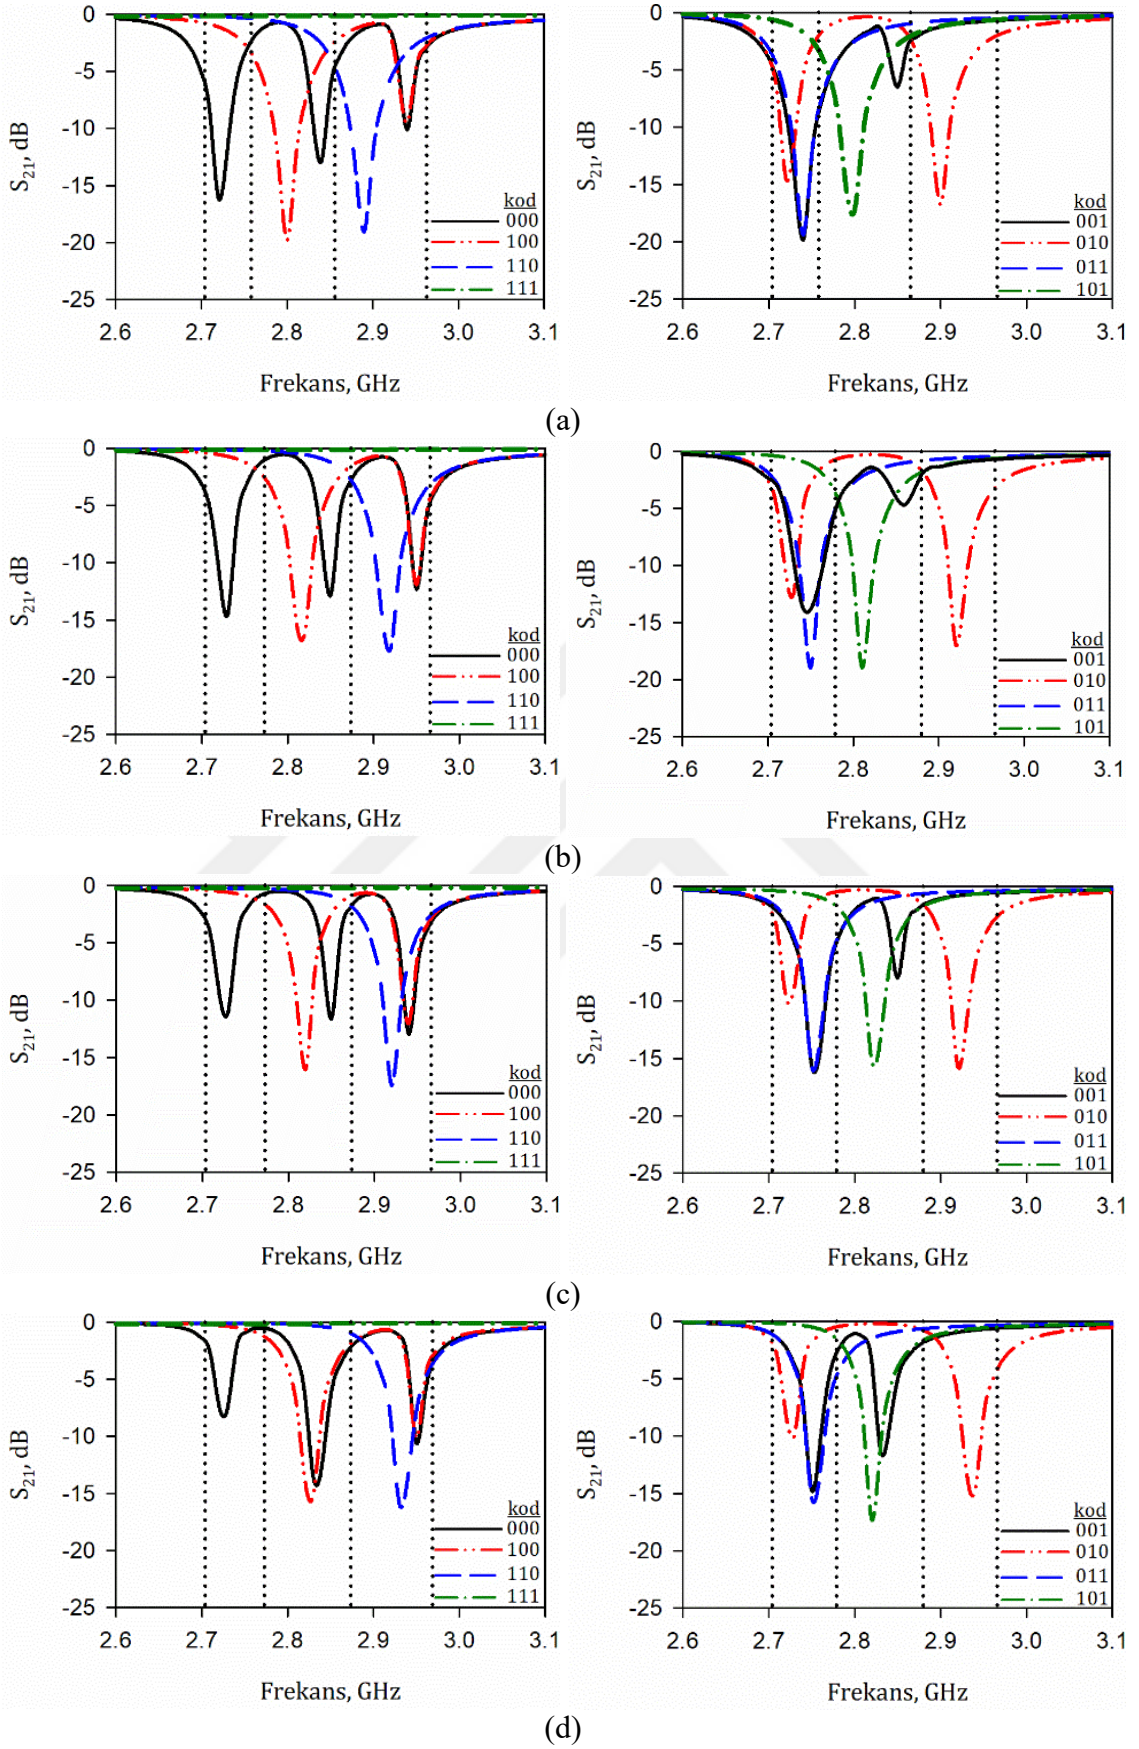 0
-5
-10
-15
-20
-25
S21, dB
kod
000
100
110
111
2.6 2.7 2.8 2.9 3.0 3.1
Frekans, GHz
0
-5
-10
-15
-20
-25
S21, dB
kod
001
010
011
101
2.6 2.7 2.8 2.9 3.0 3.1
Frekans, GHz
(a)
0
-5
-10
-15
-20
-25
S21, dB
kod
000
100
110
111
2.6 2.7 2.8 2.9 3.0 3.1
Frekans, GHz
0
-5
-10
-15
-20
-25
S21, dB
kod
001
010
011
101
2.6 2.7 2.8 2.9 3.0 3.1
Frekans, GHz
(b)
0
-5
-10
-15
-20
-25
S21, dB
kod
000
100
110
111
2.6 2.7 2.8 2.9 3.0 3.1
Frekans, GHz
0
-5
-10
-15
-20
-25
S21, dB
kod
001
010
011
101
2.6 2.7 2.8 2.9 3.0 3.1
Frekans, GHz
(c)
0
-5
-10
-15
-20
-25
S21, dB
kod
000
100
110
111
2.6 2.7 2.8 2.9 3.0 3.1
Frekans, GHz
0
-5
-10
-15
-20
-25
S21, dB
kod
001
010
011
101
2.6 2.7 2.8 2.9 3.0 3.1
Frekans, GHz
(d)